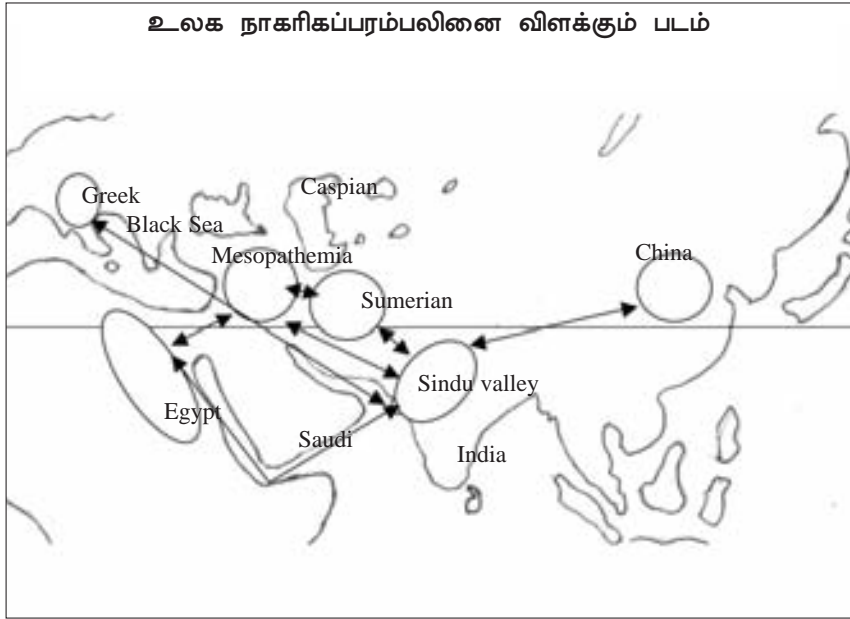 உலக நாகரிகப்பரம்பலினை விளக்கும் படம்
Caspian
Greek
Black Sea
Mesopathemia
China
Sumerian
Sindu valley
Egypt
Saudi
India